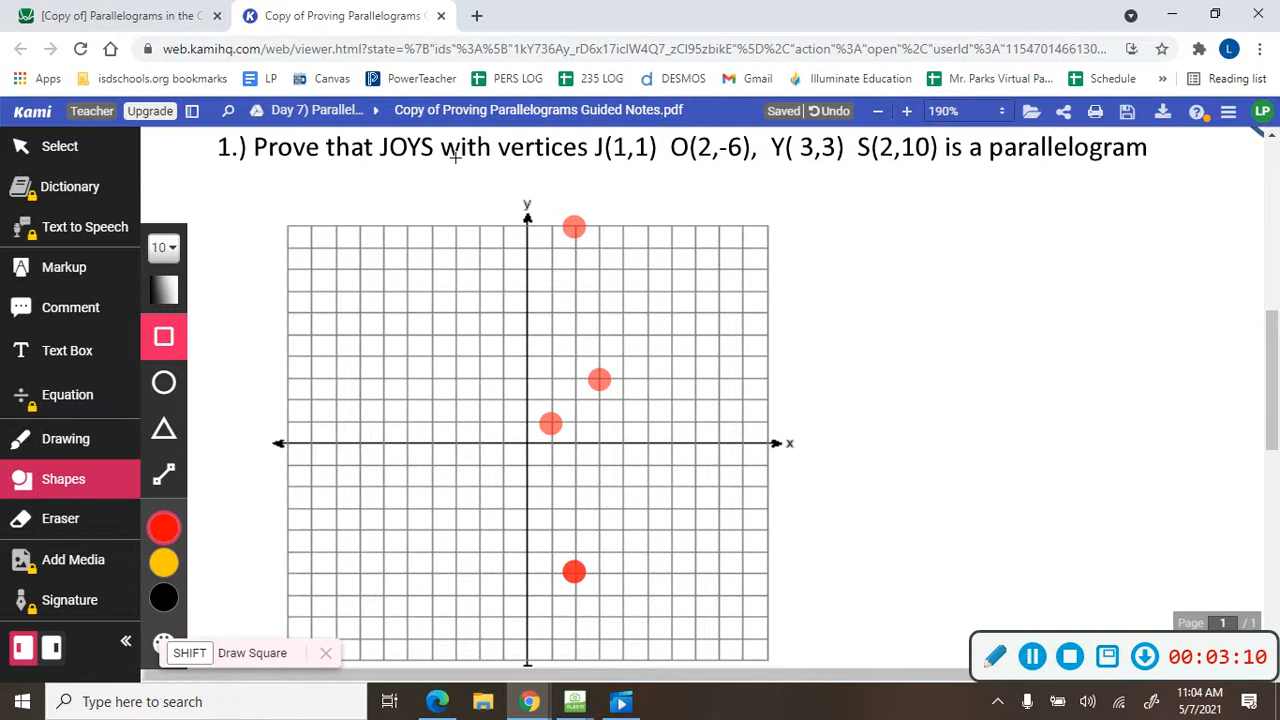 [Copy of] Parallelograms in the C
Copy of Proving Parallelograms G
web.kamihq.com/web/viewer.html?state=%7B"ids"%3A%5B"1kY736Ay_rD6x17icIW4Q7_zCl95zbikE"%5D%2C"action"%3A"open"%2C"userId"%3A"1154701466130...
L
Apps
isdschools.org bookmarks
LP
Canvas
PowerTeacher
PERS LOG
235 LOG
DESMOS
Gmail
Illuminate Education
Mr. Parks Virtual Pa...
Schedule
»
Reading list
Kami
Teacher
Upgrade
Day 7) Parallel...
Copy of Proving Parallelograms Guided Notes.pdf
Saved
Undo
190%
LP
Select
Dictionary
Text to Speech
Markup
Comment
Text Box
Equation
Drawing
Shapes
Eraser
Add Media
Signature
10
1.) Prove that JOYS with vertices J(1,1) O(2,-6), Y( 3,3) S(2,10) is a parallelogram
y
x
SHIFT Draw Square
Page 1 / 1
00:03:10
Type here to search
11:04 AM
5/7/2021